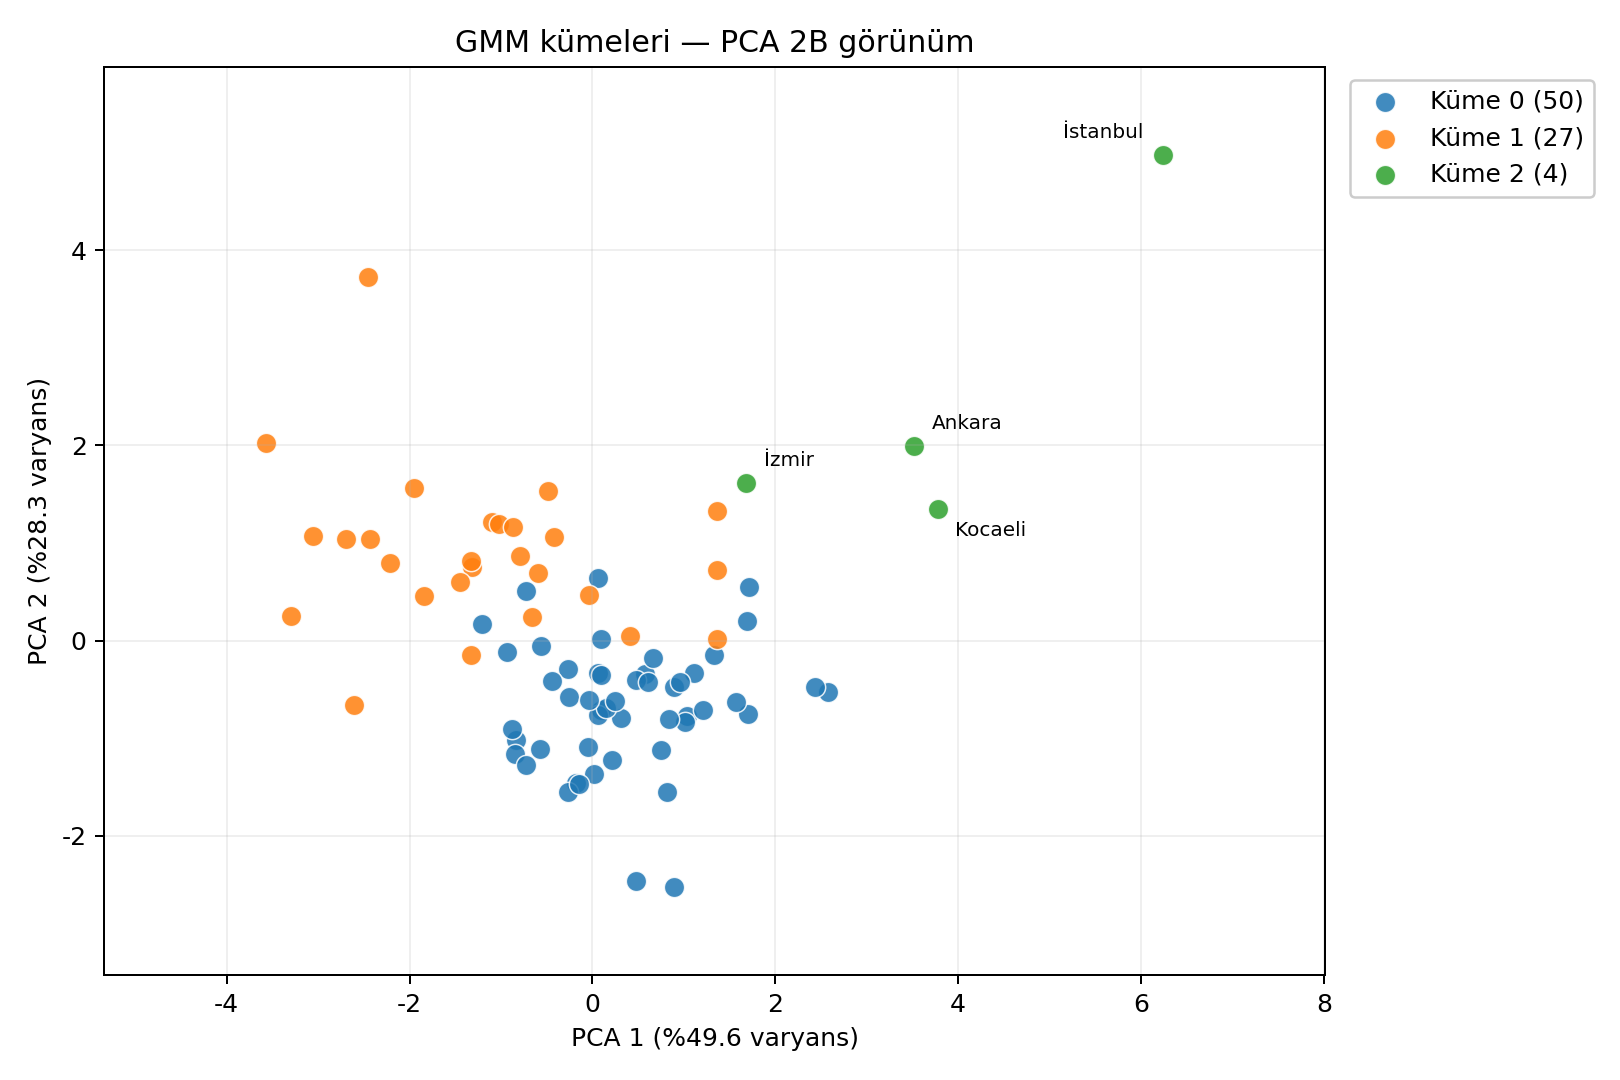 GMM kümeleri — PCA 2B görünüm
Küme 0 (50)
Küme 1 (27)
Küme 2 (4)
İstanbul
Ankara
İzmir
Kocaeli
PCA 2 (%28.3 varyans)
4
2
0
-2
-4
-2
0
2
4
6
8
PCA 1 (%49.6 varyans)